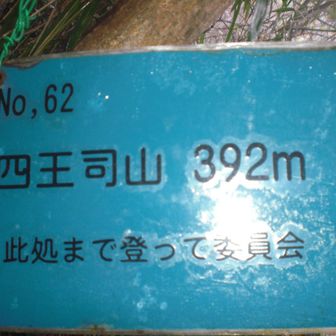 No,62
四王司山 392m
此処まで登って委員会